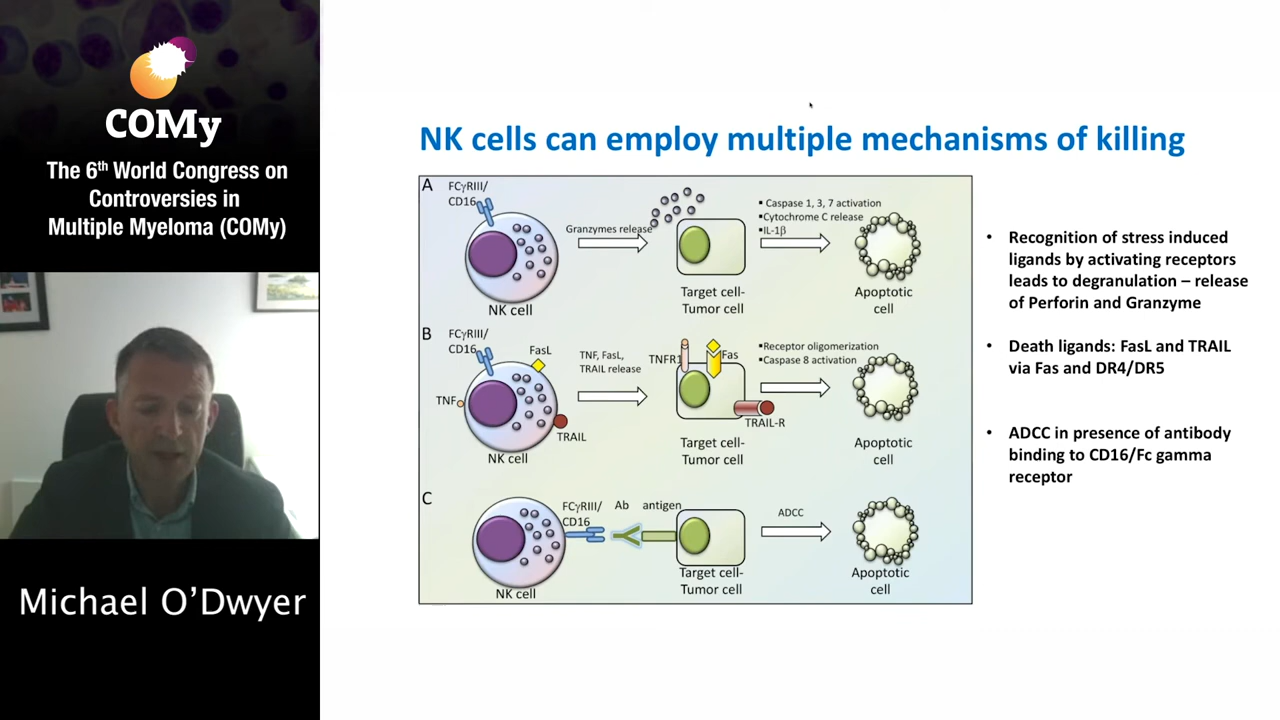 COMy
The 6th World Congress on
Controversies in
Multiple Myeloma (COMy)
Michael O’Dwyer
NK cells can employ multiple mechanisms of killing
A
FCγRIII/
CD16
Granzymes release
▪ Caspase 1, 3, 7 activation
▪Cytochrome C release
▪IL-1β
NK cell
Target cell-
Tumor cell
Apoptotic
cell
B
FCγRIII/
CD16
FasL
TNF
TRAIL
NK cell
TNF, FasL,
TRAIL release
TNFR1
Fas
TRAIL-R
▪Receptor oligomerization
▪Caspase 8 activation
Target cell-
Tumor cell
Apoptotic
cell
C
FCγRIII/
CD16
Ab
antigen
ADCC
NK cell
Target cell-
Tumor cell
Apoptotic
cell
• Recognition of stress induced
ligands by activating receptors
leads to degranulation – release
of Perforin and Granzyme
• Death ligands: FasL and TRAIL
via Fas and DR4/DR5
• ADCC in presence of antibody
binding to CD16/Fc gamma
receptor